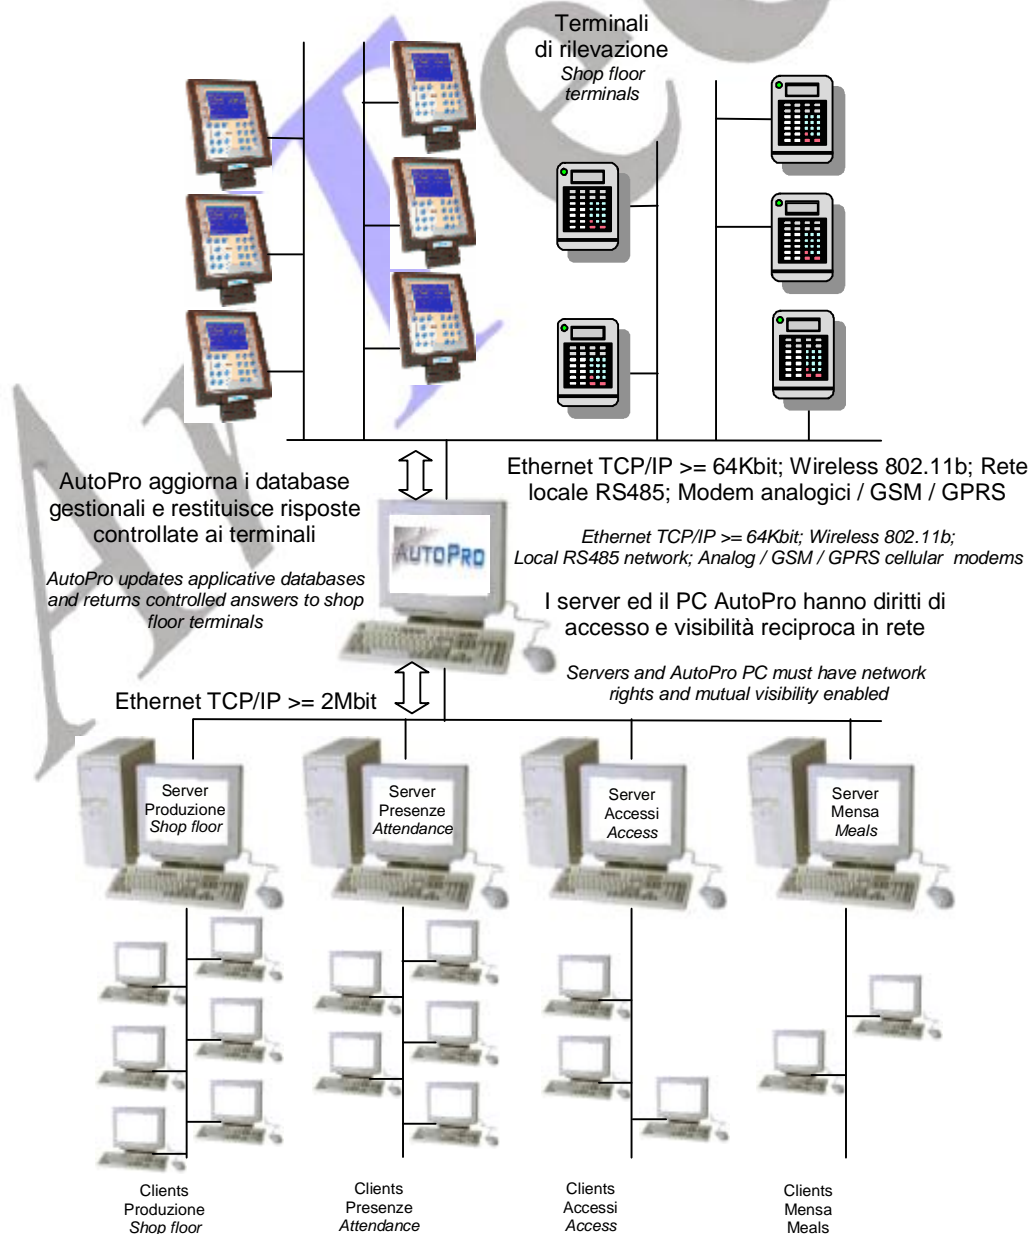 Terminali
di rilevazione
Shop floor
terminals
AutoPro aggiorna i database
gestionali e restituisce risposte
controllate ai terminali
AutoPro updates applicative databases
and returns controlled answers to shop
floor terminals
Ethernet TCP/IP >= 64Kbit; Wireless 802.11b; Rete
locale RS485; Modem analogici / GSM / GPRS
Ethernet TCP/IP >= 64Kbit; Wireless 802.11b;
Local RS485 network; Analog / GSM / GPRS cellular modems
AUTOPRO
I server ed il PC AutoPro hanno diritti di
accesso e visibilità reciproca in rete
Servers and AutoPro PC must have network
rights and mutual visibility enabled
Ethernet TCP/IP >= 2Mbit
Server
Produzione
Shop floor
Server
Presenze
Attendance
Server
Accessi
Access
Server
Mensa
Meals
Clients
Produzione
Shop floor
Clients
Presenze
Attendance
Clients
Accessi
Access
Clients
Mensa
Meals